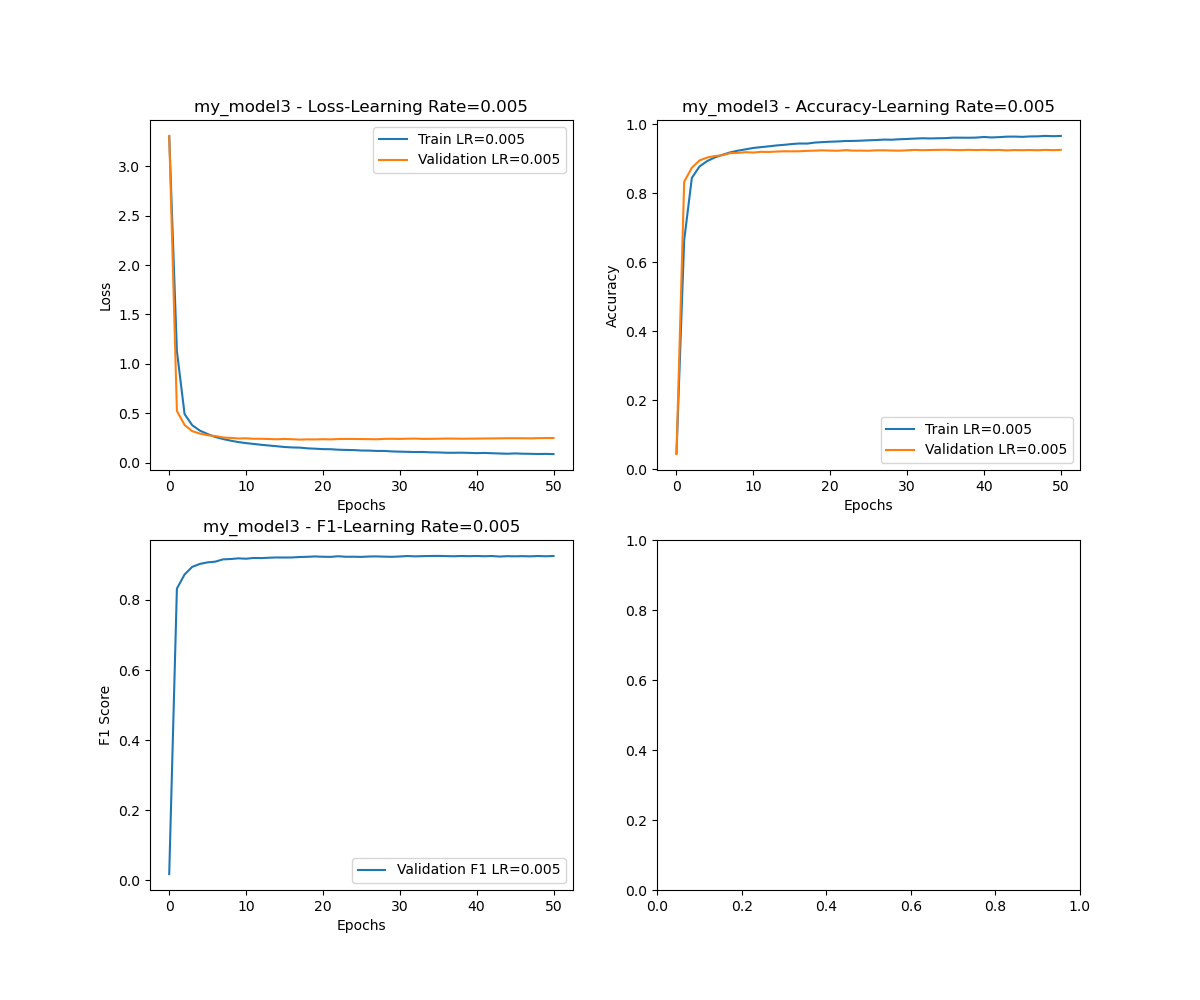 my_model3 - Loss-Learning Rate=0.005
Train LR=0.005
Validation LR=0.005
3.0
2.5
2.0
1.5
1.0
0.5
0.0
Loss
0 10 20 30 40 50
Epochs
my_model3 - Accuracy-Learning Rate=0.005
1.0
0.8
0.6
0.4
0.2
0.0
Accuracy
Train LR=0.005
Validation LR=0.005
0 10 20 30 40 50
Epochs
my_model3 - F1-Learning Rate=0.005
0.8
0.6
0.4
0.2
0.0
F1 Score
Validation F1 LR=0.005
0 10 20 30 40 50
Epochs
1.0
0.8
0.6
0.4
0.2
0.0
0.0 0.2 0.4 0.6 0.8 1.0